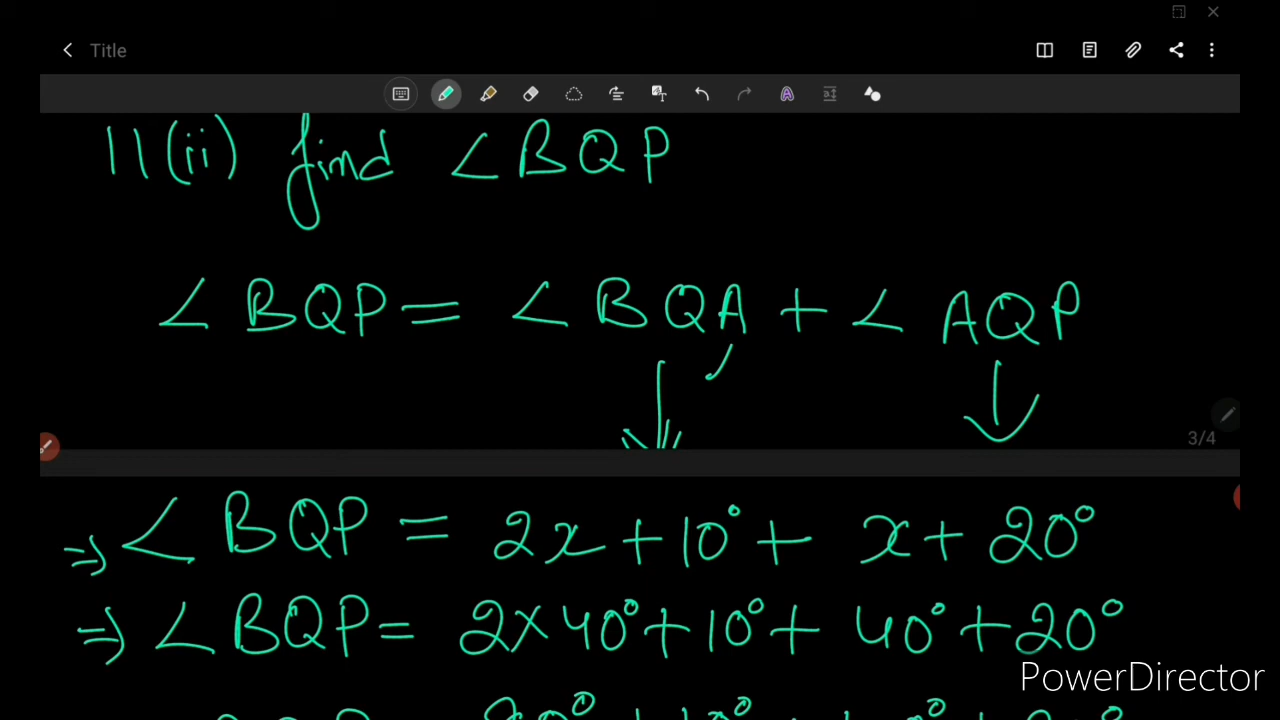 Title
11(ii) find ∠BQP
∠BQP = ∠BQA + ∠AQP
3/4
⇒ ∠BQP = 2x + 10° + x + 20°
⇒ ∠BQP = 2×40° + 10° + 40° + 20°
PowerDirector